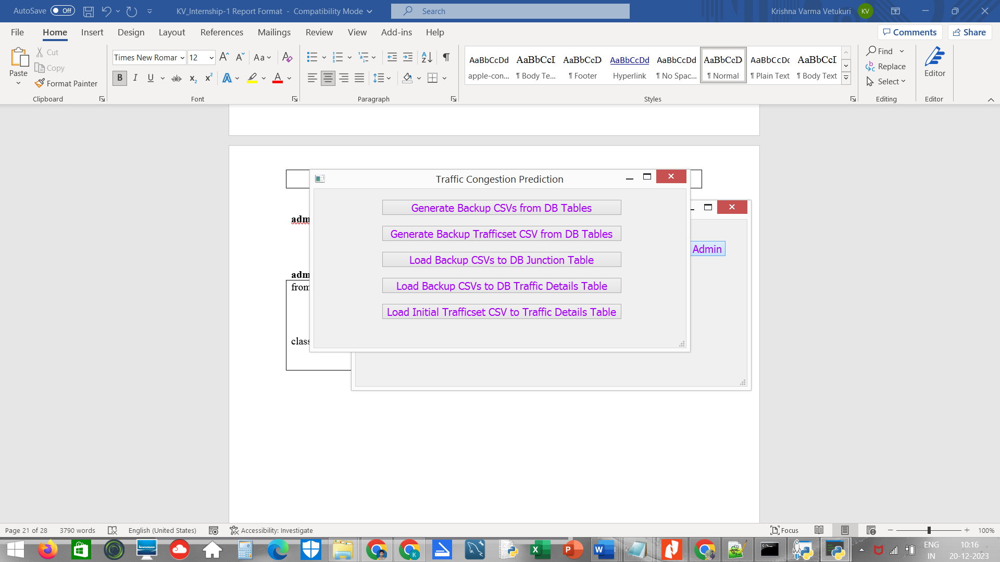 AutoSave Off KV_Internship-1 Report Format - Compatibility Mode Search Krishna Varma Vetukuri KV
File Home Insert Design Layout References Mailings Review View Add-ins Help Comments Share
Paste Cut Copy Format Painter
Times New Romar 12 Aa
B I U ab x₂ x² A A
AaBbCcDd AaBbCcI AaBbCcD AaBbCcDd AaBbCcDd AaBbCcD AaBbCcDc AaBbCcI
apple-con... ¶ Body Te... ¶ Footer Hyperlink ¶ No Spac... ¶ Normal ¶ Plain Text ¶ Body Text
Find
Replace
Select
Editor
Clipboard Font Paragraph Styles Editing Editor
Traffic Congestion Prediction
Generate Backup CSVs from DB Tables
adm
Generate Backup Trafficset CSV from DB Tables
Admin
Load Backup CSVs to DB Junction Table
adm
from
Load Backup CSVs to DB Traffic Details Table
Load Initial Trafficset CSV to Traffic Details Table
class
Page 21 of 28 3790 words English (United States) Accessibility: Investigate Focus 100%
ENG 10:16
IN 20-12-2023